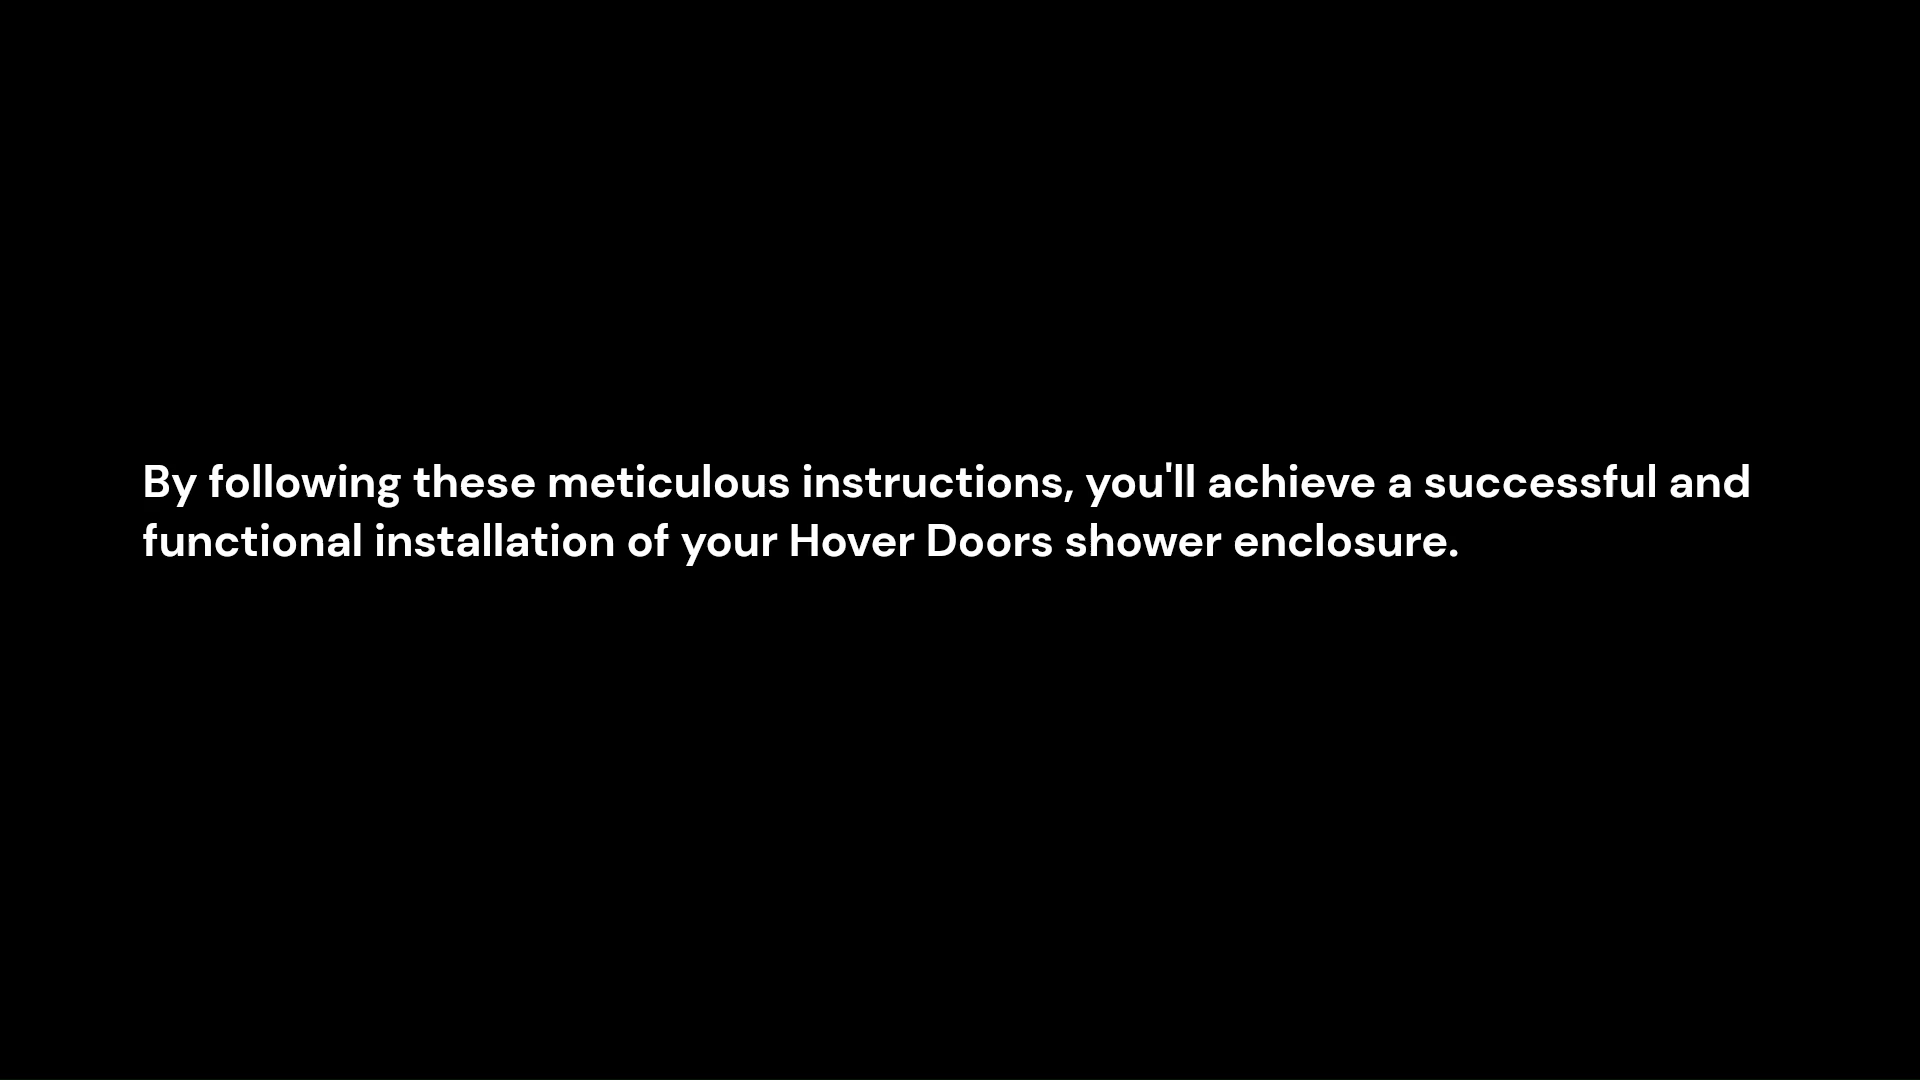 By following these meticulous instructions, you'll achieve a successful and
functional installation of your Hover Doors shower enclosure.